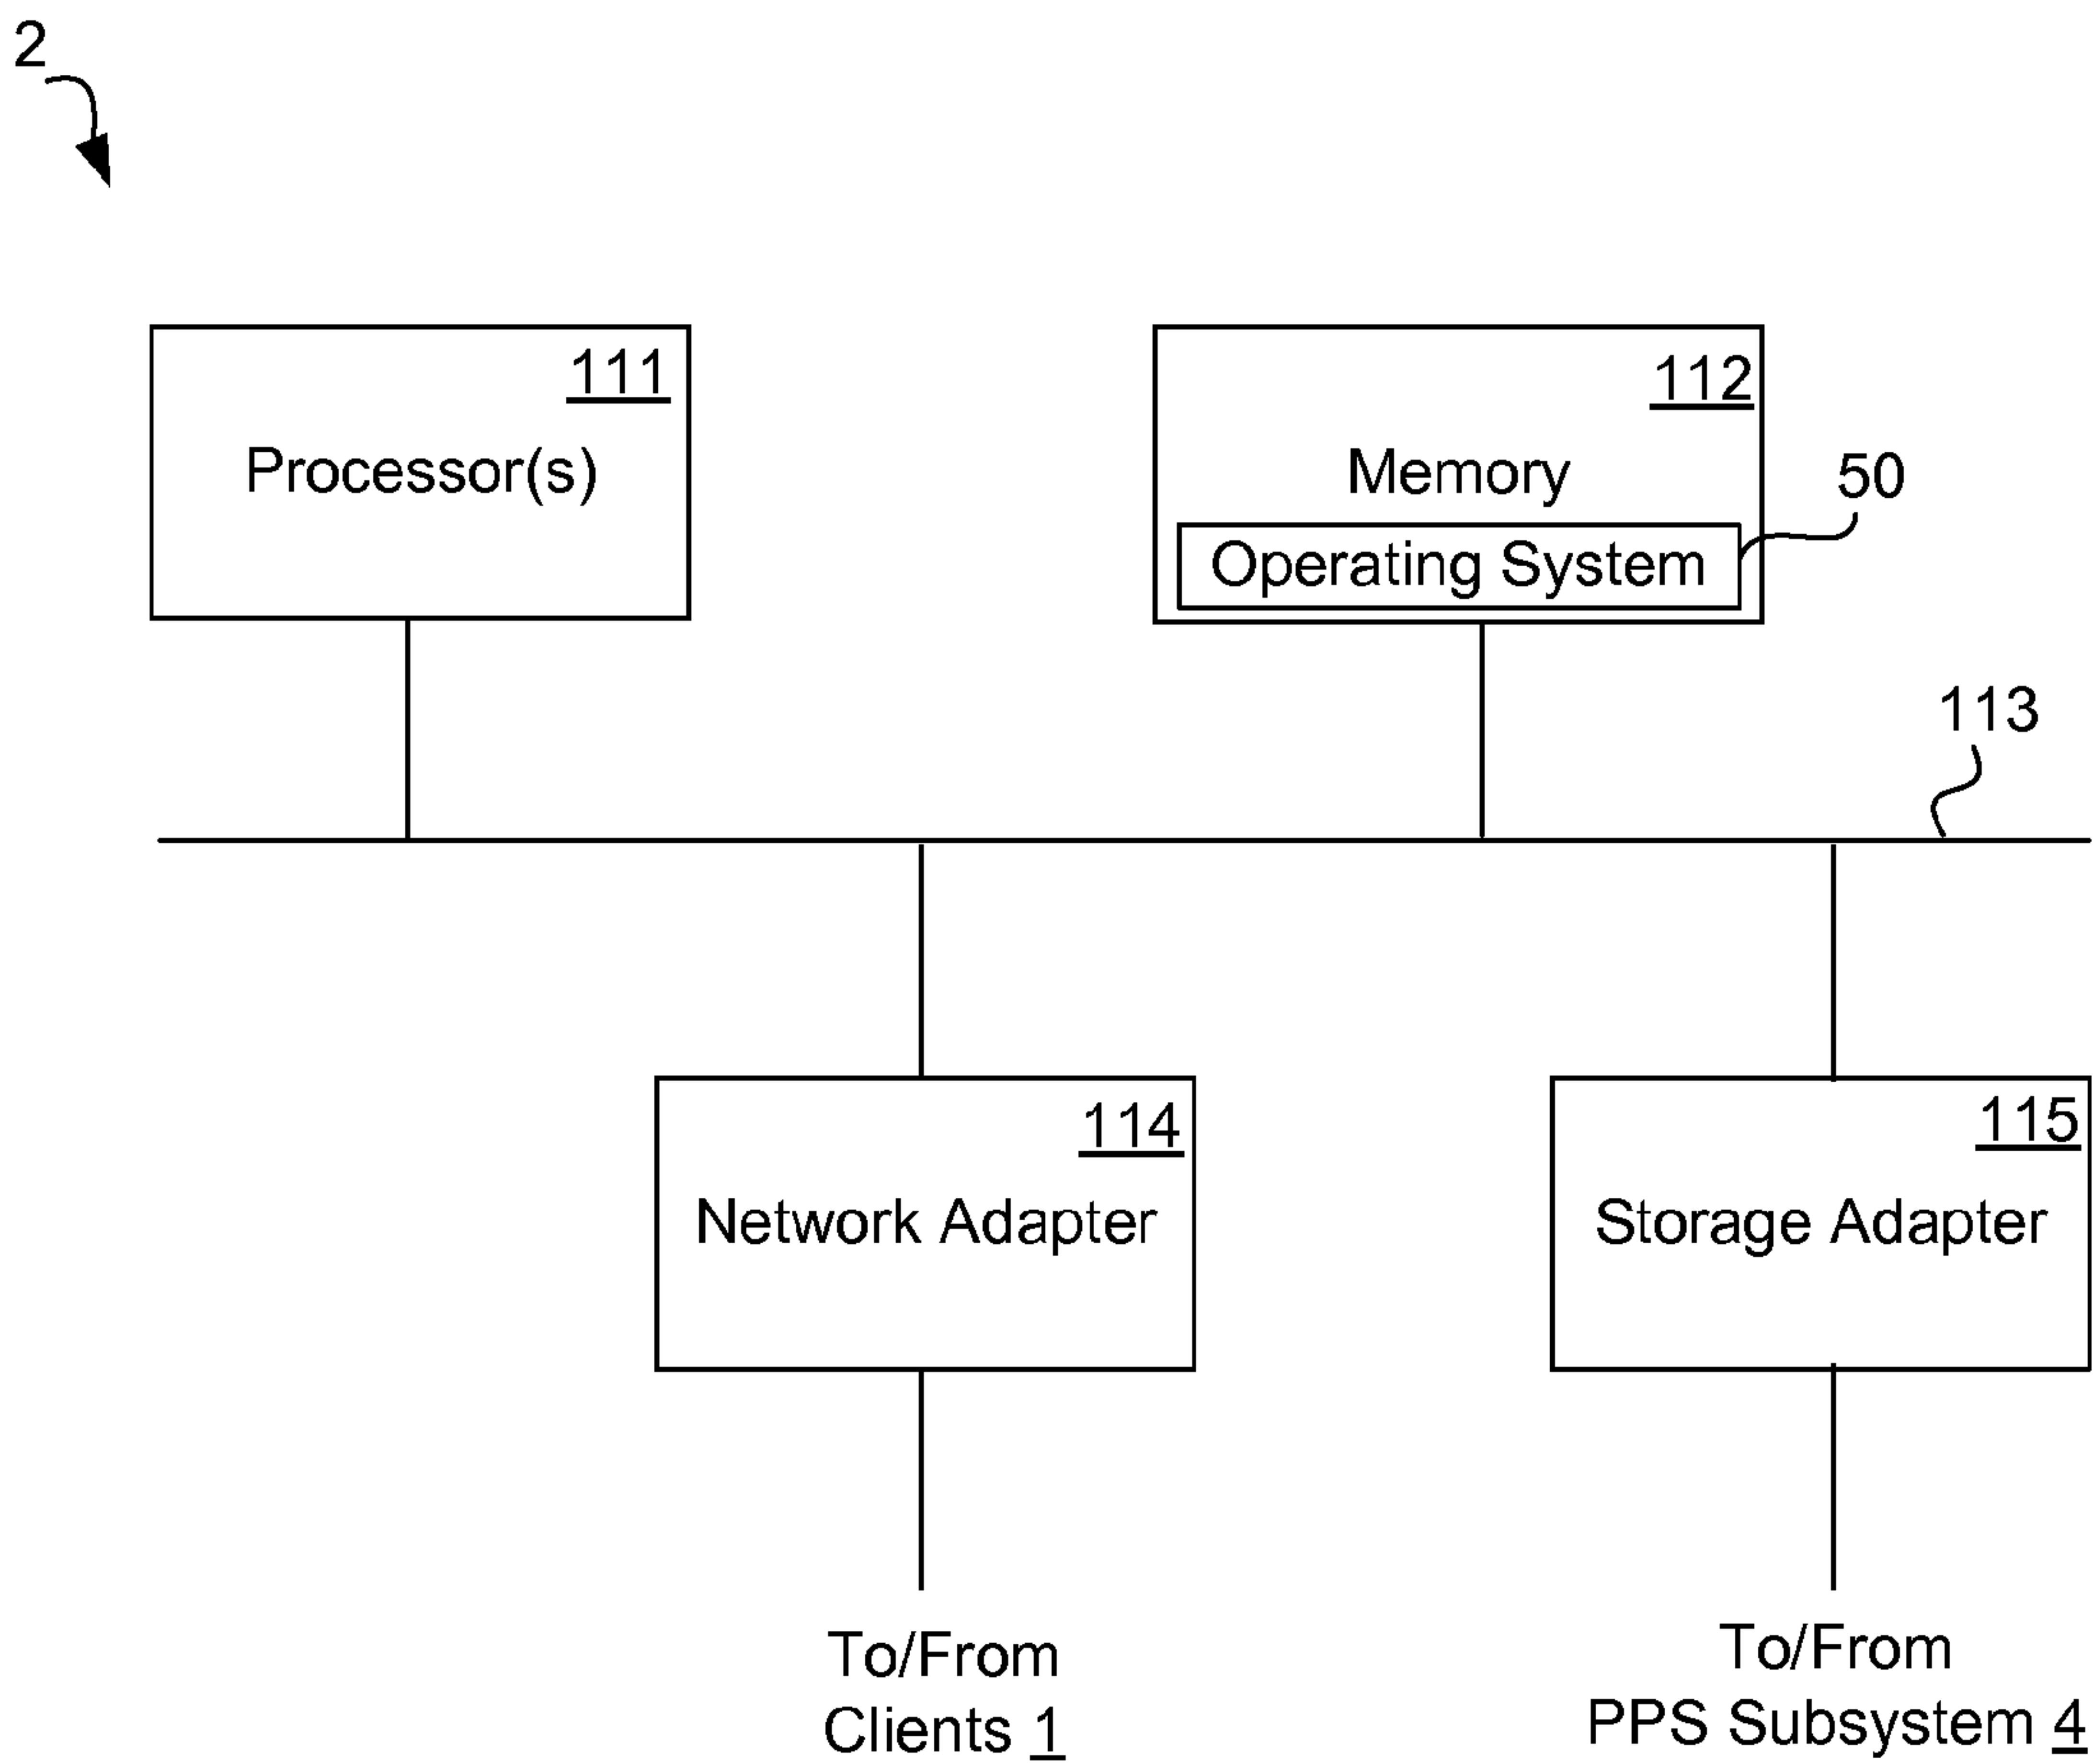 2
111
Processor(s)
112
Memory
50
Operating System
113
114
Network Adapter
115
Storage Adapter
To/From
Clients 1
To/From
PPS Subsystem 4